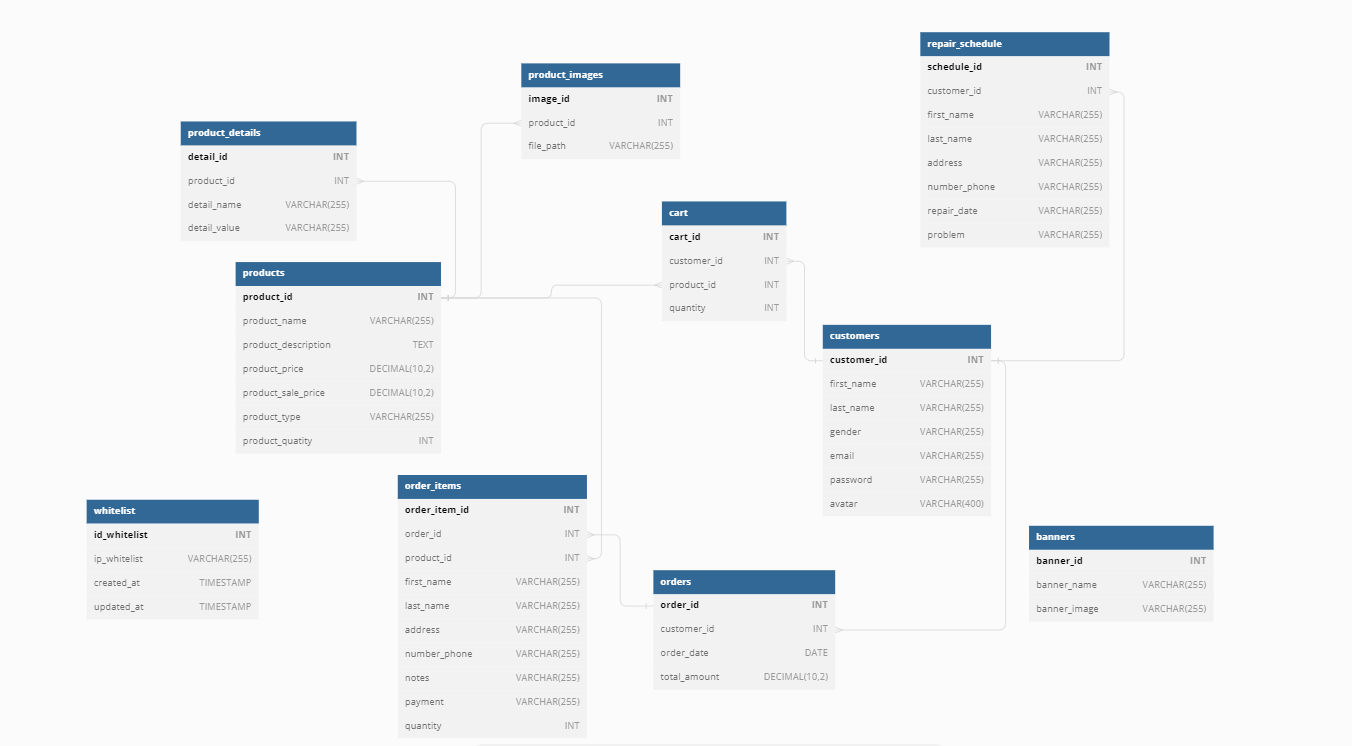 repair_schedule
schedule_id INT
customer_id INT
first_name VARCHAR(255)
last_name VARCHAR(255)
address VARCHAR(255)
number_phone VARCHAR(255)
repair_date VARCHAR(255)
problem VARCHAR(255)
product_images
image_id INT
product_id INT
file_path VARCHAR(255)
product_details
detail_id INT
product_id INT
detail_name VARCHAR(255)
detail_value VARCHAR(255)
cart
cart_id INT
customer_id INT
product_id INT
quantity INT
products
product_id INT
product_name VARCHAR(255)
product_description TEXT
product_price DECIMAL(10,2)
product_sale_price DECIMAL(10,2)
product_type VARCHAR(255)
product_quatity INT
customers
customer_id INT
first_name VARCHAR(255)
last_name VARCHAR(255)
gender VARCHAR(255)
email VARCHAR(255)
password VARCHAR(255)
avatar VARCHAR(400)
order_items
order_item_id INT
order_id INT
product_id INT
first_name VARCHAR(255)
last_name VARCHAR(255)
address VARCHAR(255)
number_phone VARCHAR(255)
notes VARCHAR(255)
payment VARCHAR(255)
quantity INT
whitelist
id_whitelist INT
ip_whitelist VARCHAR(255)
created_at TIMESTAMP
updated_at TIMESTAMP
banners
banner_id INT
banner_name VARCHAR(255)
banner_image VARCHAR(255)
orders
order_id INT
customer_id INT
order_date DATE
total_amount DECIMAL(10,2)